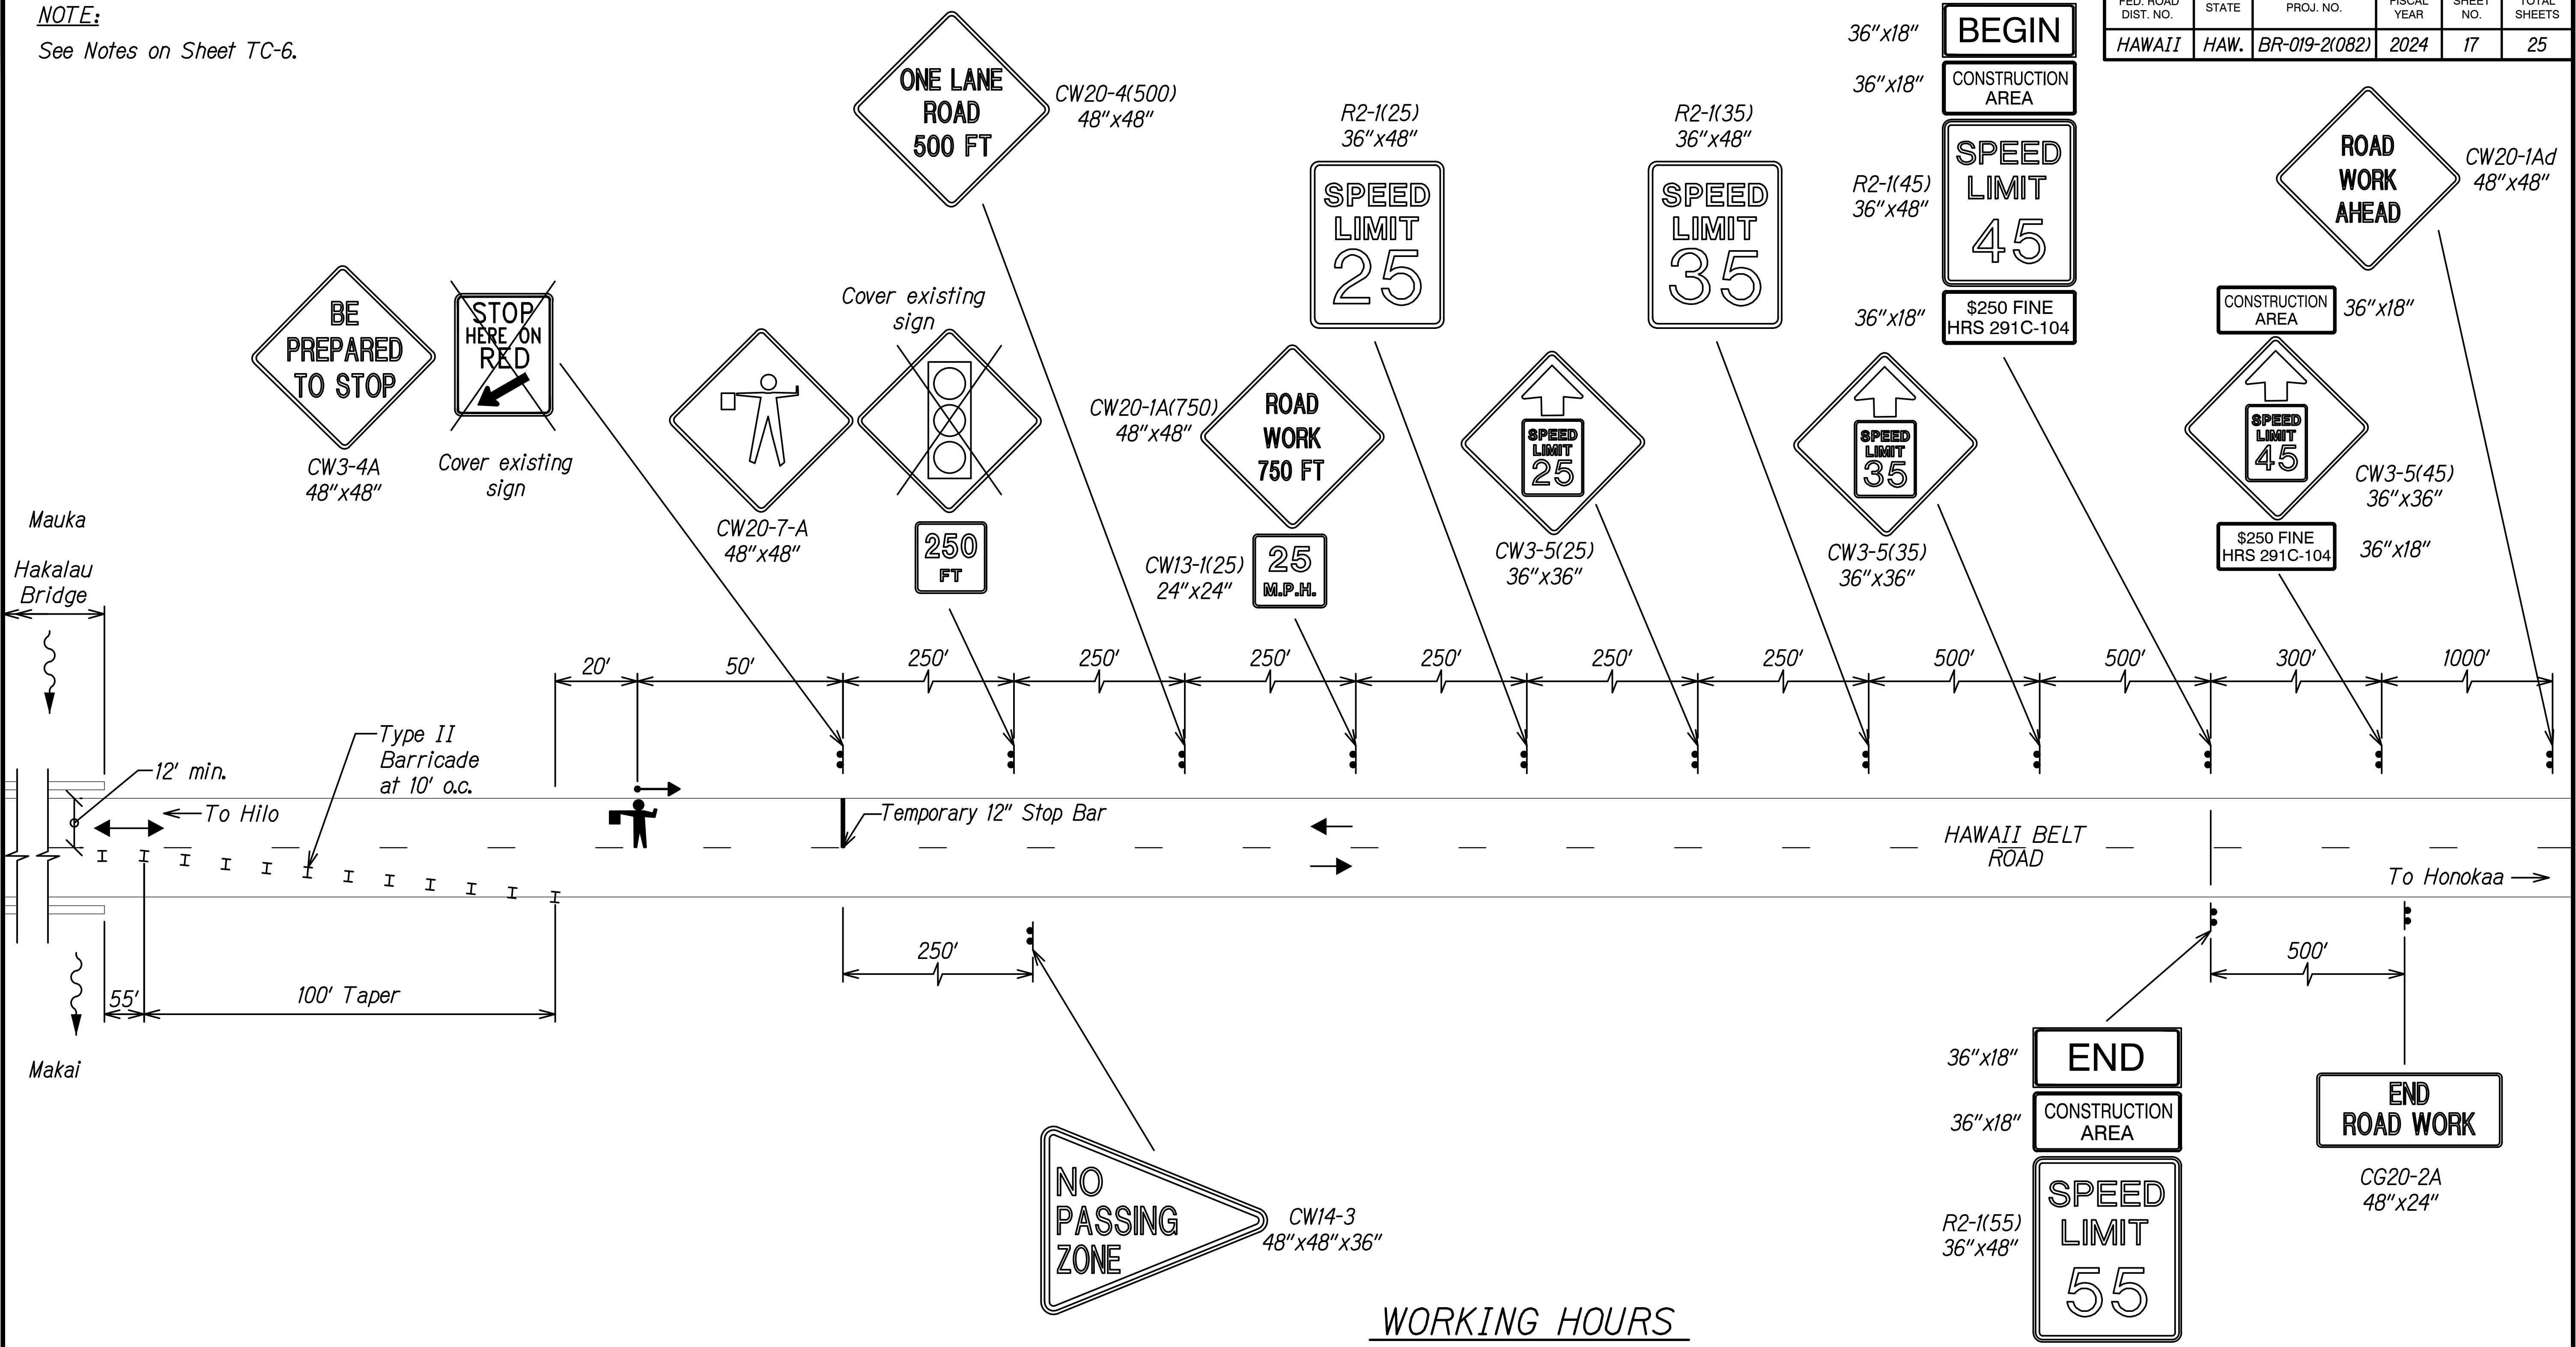 NOTE:
See Notes on Sheet TC-6.
FED. ROAD
DIST. NO.
STATE
PROJ. NO.
FISCAL
YEAR
SHEET
NO.
TOTAL
SHEETS
HAWAII
HAW.
BR-019-2(082)
2024
17
25
BE
PREPARED
TO STOP
CW3-4A
48"x48"
STOP
HERE ON
RED
Cover existing
sign
CW20-7-A
48"x48"
Cover existing
sign
250
FT
ONE LANE
ROAD
500 FT
CW20-4(500)
48"x48"
CW20-1A(750)
48"x48"
ROAD
WORK
750 FT
CW13-1(25)
24"x24"
25
M.P.H.
R2-1(25)
36"x48"
SPEED
LIMIT
25
SPEED
LIMIT
25
CW3-5(25)
36"x36"
R2-1(35)
36"x48"
SPEED
LIMIT
35
SPEED
LIMIT
35
CW3-5(35)
36"x36"
36"x18"
BEGIN
36"x18"
CONSTRUCTION
AREA
R2-1(45)
36"x48"
SPEED
LIMIT
45
36"x18"
$250 FINE
HRS 291C-104
CONSTRUCTION
AREA
36"x18"
SPEED
LIMIT
45
CW3-5(45)
36"x36"
$250 FINE
HRS 291C-104
36"x18"
ROAD
WORK
AHEAD
CW20-1Ad
48"x48"
Mauka
Hakalau
Bridge
20'
50'
250'
250'
250'
250'
250'
250'
500'
500'
300'
1000'
Type II
Barricade
at 10' o.c.
12' min.
To Hilo
Temporary 12" Stop Bar
HAWAII BELT
ROAD
To Honokaa
55'
100' Taper
250'
500'
Makai
NO
PASSING
ZONE
CW14-3
48"x48"x36"
36"x18"
END
36"x18"
CONSTRUCTION
AREA
R2-1(55)
36"x48"
SPEED
LIMIT
55
END
ROAD WORK
CG20-2A
48"x24"
WORKING HOURS